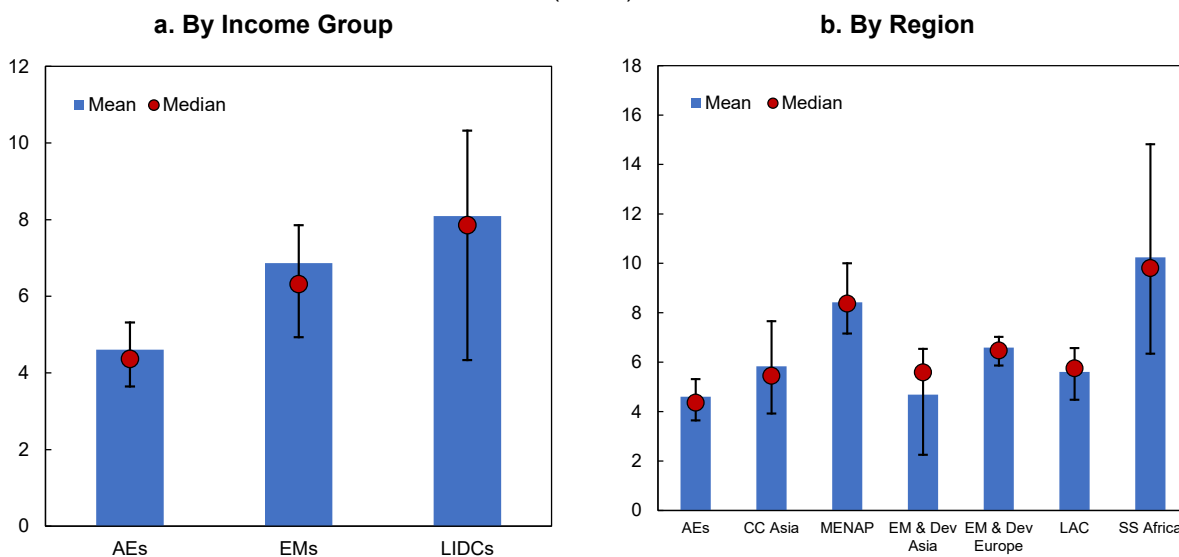 a. By Income Group
12
10
8
6
4
2
0
Mean
Median
AEs
EMs
LIDCs
b. By Region
18
16
14
12
10
8
6
4
2
0
Mean
Median
AEs
CC Asia
MENAP
EM & Dev
Asia
EM & Dev
Europe
LAC
SS Africa